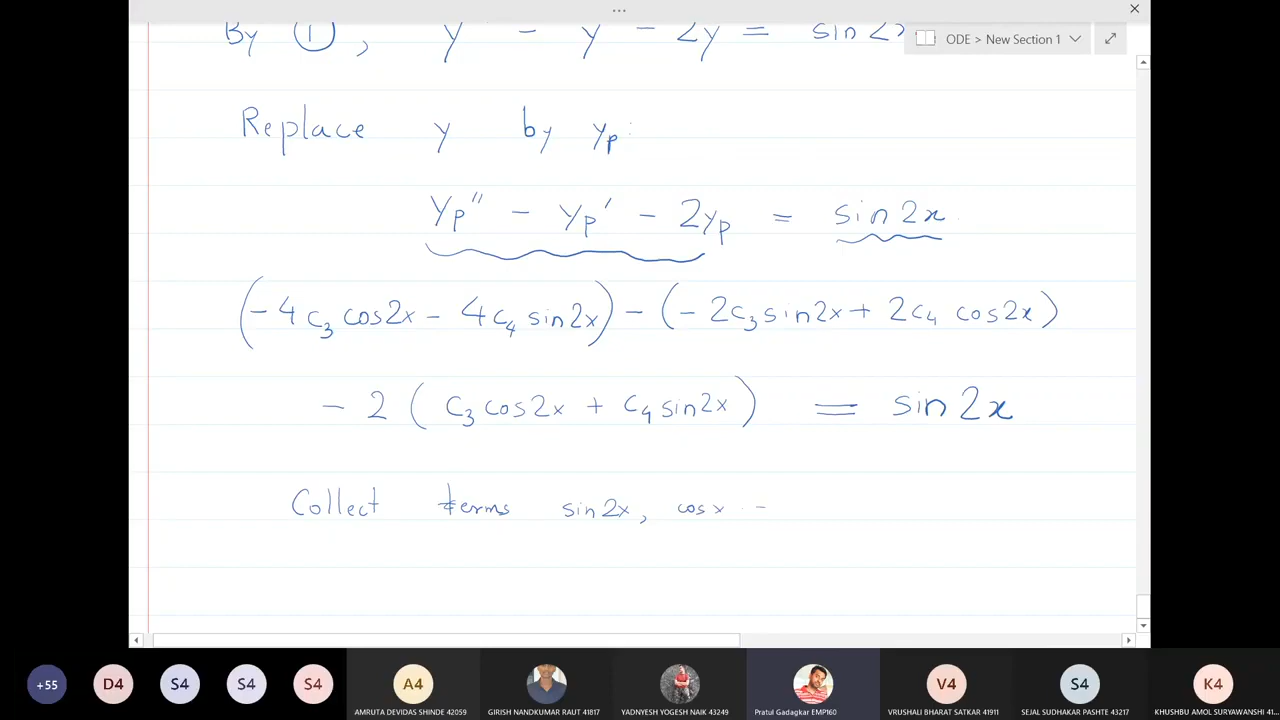 By ①, y - y - 2y = sin 2x
ODE > New Section 1
Replace y by yp:
yp'' - yp' - 2yp = sin 2x
(-4c₃ cos2x - 4c₄ sin2x) - (-2c₃ sin2x + 2c₄ cos2x)
- 2 (c₃ cos2x + c₄ sin2x) = sin 2x
Collect terms sin2x, cosx -
+55 D4 S4 S4 S4 A4 V4 S4 K4
AMRUTA DEVIDAS SHINDE 42059 GIRISH NANDKUMAR RAUT 41817 YADNYESH YOGESH NAIK 43249 Pratul Gadagkar EMP160 VRUSHALI BHARAT SATKAR 41911 SEJAL SUDHAKAR PASHTE 43217 KHUSHBU AMOL SURYAWANSHI 41...